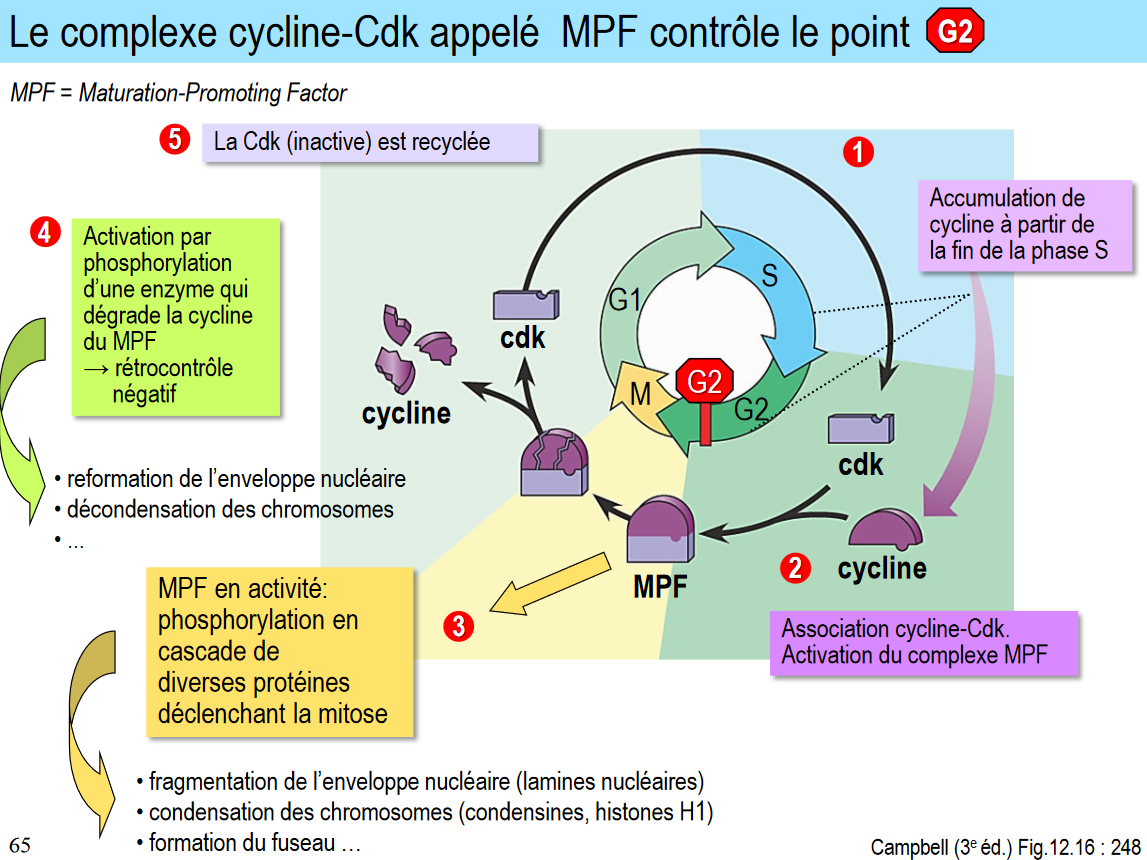 Le complexe cycline-Cdk appelé MPF contrôle le point G2
MPF = Maturation-Promoting Factor
5 La Cdk (inactive) est recyclée
1
Accumulation de
cycline à partir de
la fin de la phase S
4
Activation par
phosphorylation
d'une enzyme qui
dégrade la cycline
du MPF
→ rétrocontrôle
négatif
G1
S
G2
M
G2
cdk
cycline
cdk
• reformation de l'enveloppe nucléaire
• décondensation des chromosomes
• ...
MPF
2
cycline
Association cycline-Cdk.
Activation du complexe MPF
3
MPF en activité:
phosphorylation en
cascade de
diverses protéines
déclenchant la mitose
• fragmentation de l'enveloppe nucléaire (lamines nucléaires)
• condensation des chromosomes (condensines, histones H1)
• formation du fuseau ...
65
Campbell (3e éd.) Fig.12.16 : 248